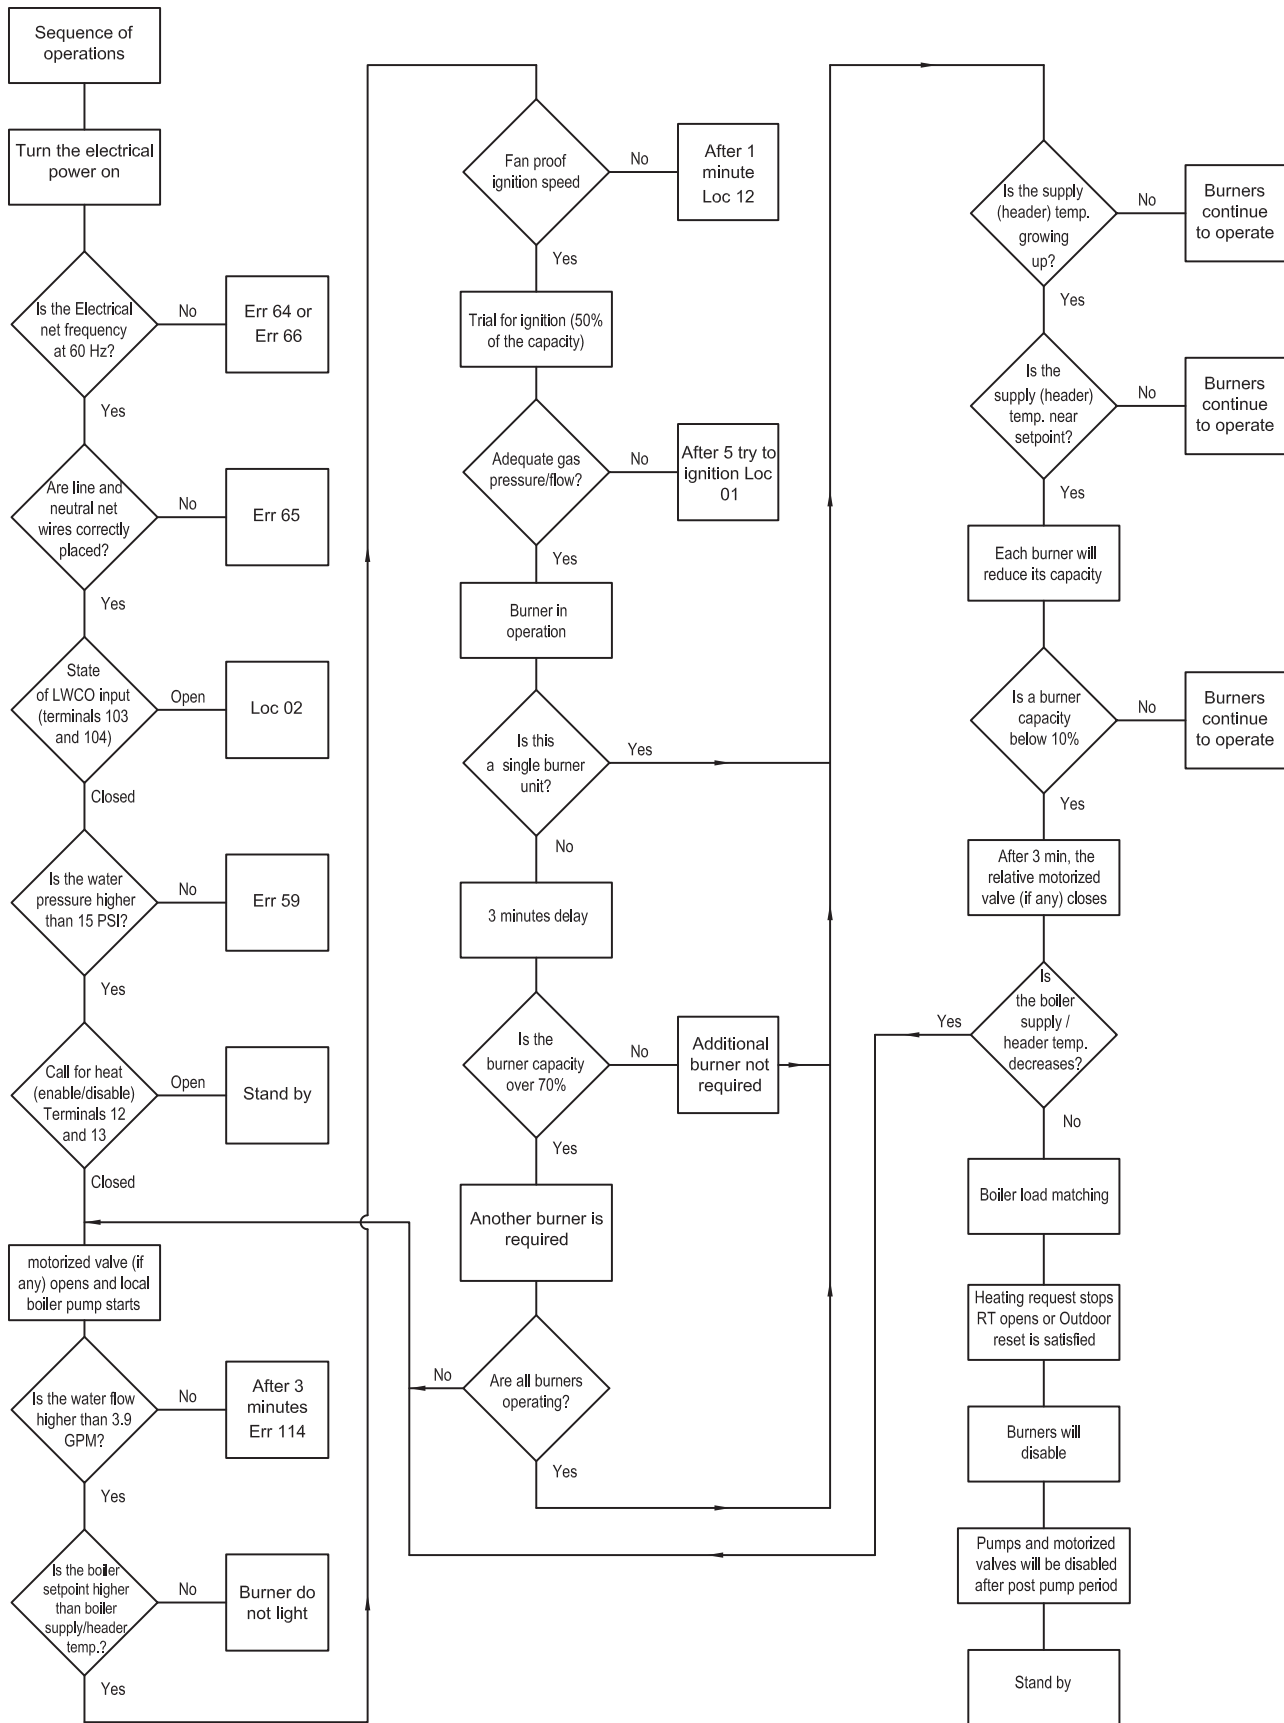 Sequence of
operations
Turn the electrical
power on
Is the Electrical
net frequency
at 60 Hz?
No
Err 64 or
Err 66
Yes
Are line and
neutral net
wires correctly
placed?
No
Err 65
Yes
State
of LWCO input
(terminals 103
and 104)
Open
Loc 02
Closed
Is the water
pressure higher
than 15 PSI?
No
Err 59
Yes
Call for heat
(enable/disable)
Terminals 12
and 13
Open
Stand by
Closed
motorized valve (if
any) opens and local
boiler pump starts
Is the water flow
higher than 3.9
GPM?
No
After 3
minutes
Err 114
Yes
Is the boiler
setpoint higher
than boiler
supply/header
temp.?
No
Burner do
not light
Yes
Fan proof
ignition speed
No
After 1
minute
Loc 12
Yes
Trial for ignition (50%
of the capacity)
Adequate gas
pressure/flow?
No
After 5 try to
ignition Loc
01
Yes
Burner in
operation
Is this
a single burner
unit?
Yes
No
3 minutes delay
Is the
burner capacity
over 70%
No
Additional
burner not
required
Yes
Another burner is
required
Are all burners
operating?
No
Yes
Is the supply
(header) temp.
growing
up?
No
Burners
continue
to operate
Yes
Is the
supply (header)
temp. near
setpoint?
No
Burners
continue
to operate
Yes
Each burner will
reduce its capacity
Is a burner
capacity
below 10%
No
Burners
continue
to operate
Yes
After 3 min, the
relative motorized
valve (if any) closes
Is
the boiler
supply /
header temp.
decreases?
Yes
No
Boiler load matching
Heating request stops
RT opens or Outdoor
reset is satisfied
Burners will
disable
Pumps and motorized
valves will be disabled
after post pump period
Stand by